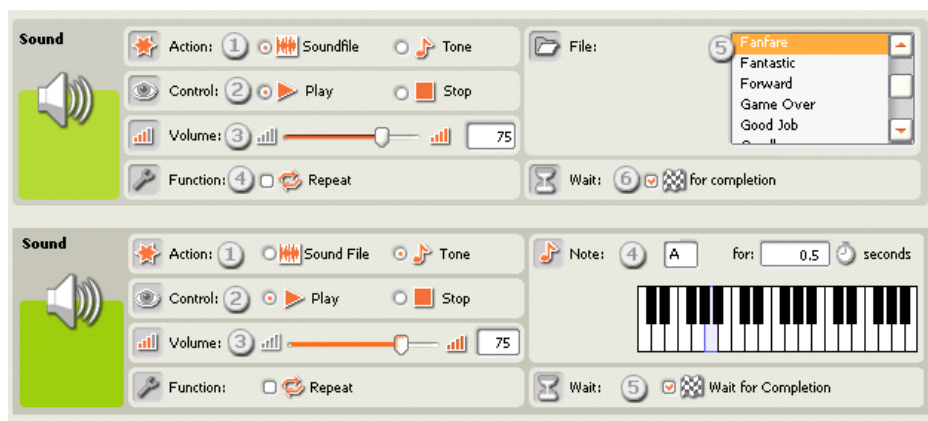 Sound
Action: 1 Soundfile Tone
Control: 2 Play Stop
Volume: 3 75
Function: 4 Repeat
File: 5 Fanfare
Fantastic
Forward
Game Over
Good Job
Wait: 6 for completion
Sound
Action: 1 Sound File Tone
Control: 2 Play Stop
Volume: 3 75
Function: Repeat
Note: 4 A for: 0.5 seconds
Wait: 5 Wait for Completion